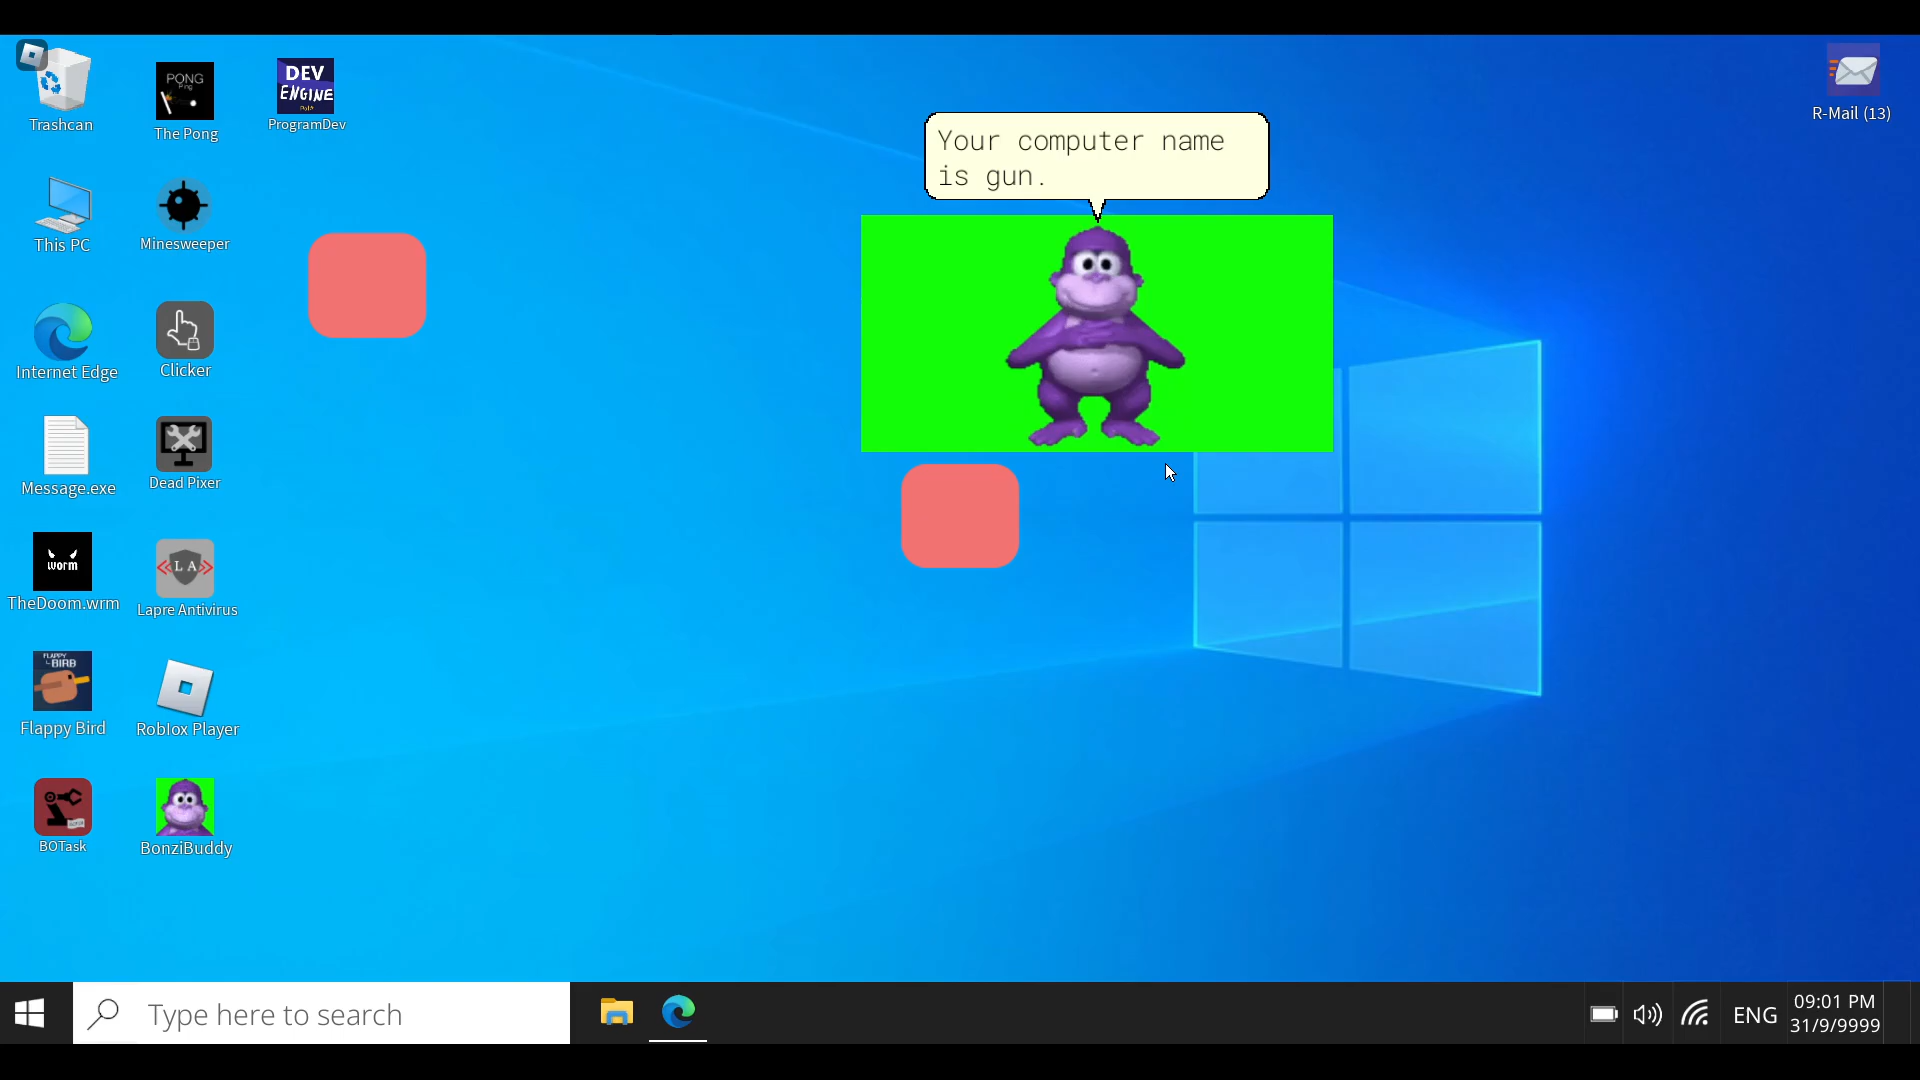 Trashcan
PONG
Ping
The Pong
DEV
ENGINE
ProgramDev
R-Mail (13)
Your computer name
is gun.
This PC
Minesweeper
Internet Edge
Clicker
Message.exe
Dead Pixer
worm
TheDoom.wrm
L A
Lapre Antivirus
FLAPPY
BIRB
Flappy Bird
Roblox Player
BOTask
BonziBuddy
Type here to search
ENG
09:01 PM
31/9/9999